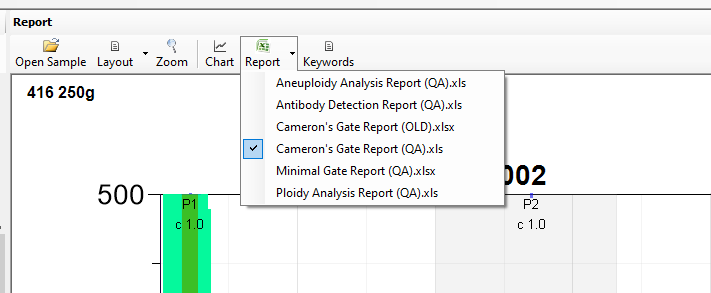 Report
Open Sample Layout Zoom Chart Report Keywords
416 250g
Aneuploidy Analysis Report (QA).xls
Antibody Detection Report (QA).xls
Cameron's Gate Report (OLD).xlsx
Cameron's Gate Report (QA).xls
Minimal Gate Report (QA).xlsx
Ploidy Analysis Report (QA).xls
002
500
P1
c 1.0
P2
c 1.0